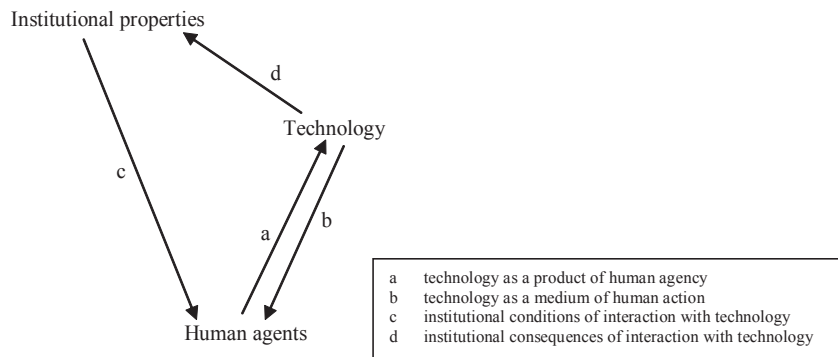 Institutional properties
d
Technology
c
a
b
Human agents
a technology as a product of human agency
b technology as a medium of human action
c institutional conditions of interaction with technology
d institutional consequences of interaction with technology